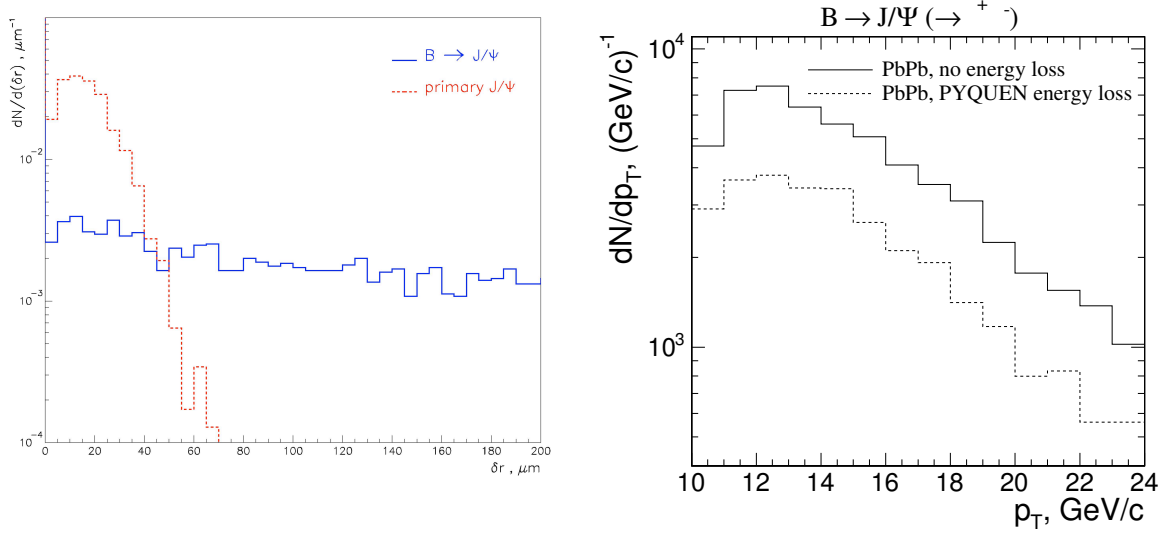 dN/d(δr) , μm⁻¹
B → J/Ψ
primary J/Ψ
10⁻¹
10⁻²
10⁻³
10⁻⁴
0 20 40 60 80 100 120 140 160 180 200
δr , μm
B → J/Ψ (→ + -)
dN/dp_T, (GeV/c)⁻¹
10⁴
PbPb, no energy loss
PbPb, PYQUEN energy loss
10³
10 12 14 16 18 20 22 24
p_T, GeV/c